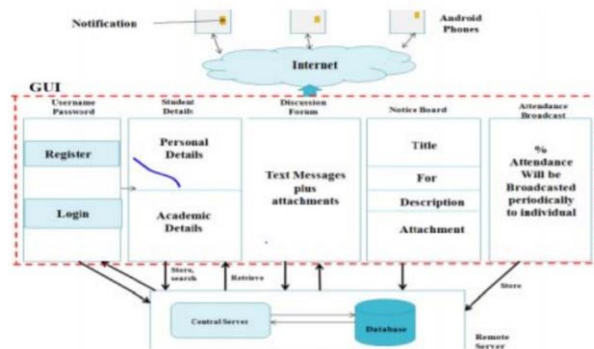 Notification
Android
Phones
Internet
GUI
Username
Password
Student
Details
Discussion
Forum
Notice Board
Attendance
Broadcast
Register
Login
Personal
Details
Academic
Details
Text Messages
plus
attachments
Title
For
Description
Attachment
%
Attendance
Will be
Broadcasted
periodically
to individual
Store,
search
Retrieve
Store
Central Server
Database
Remote
Server